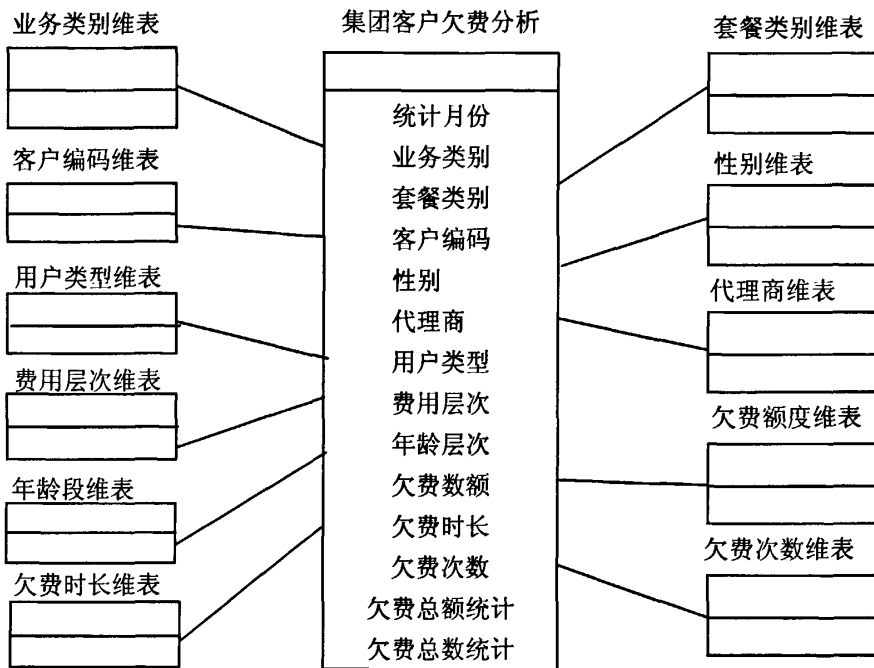 业务类别维表
客户编码维表
用户类型维表
费用层次维表
年龄段维表
欠费时长维表
集团客户欠费分析
统计月份
业务类别
套餐类别
客户编码
性别
代理商
用户类型
费用层次
年龄层次
欠费数额
欠费时长
欠费次数
欠费总额统计
欠费总数统计
套餐类别维表
性别维表
代理商维表
欠费额度维表
欠费次数维表